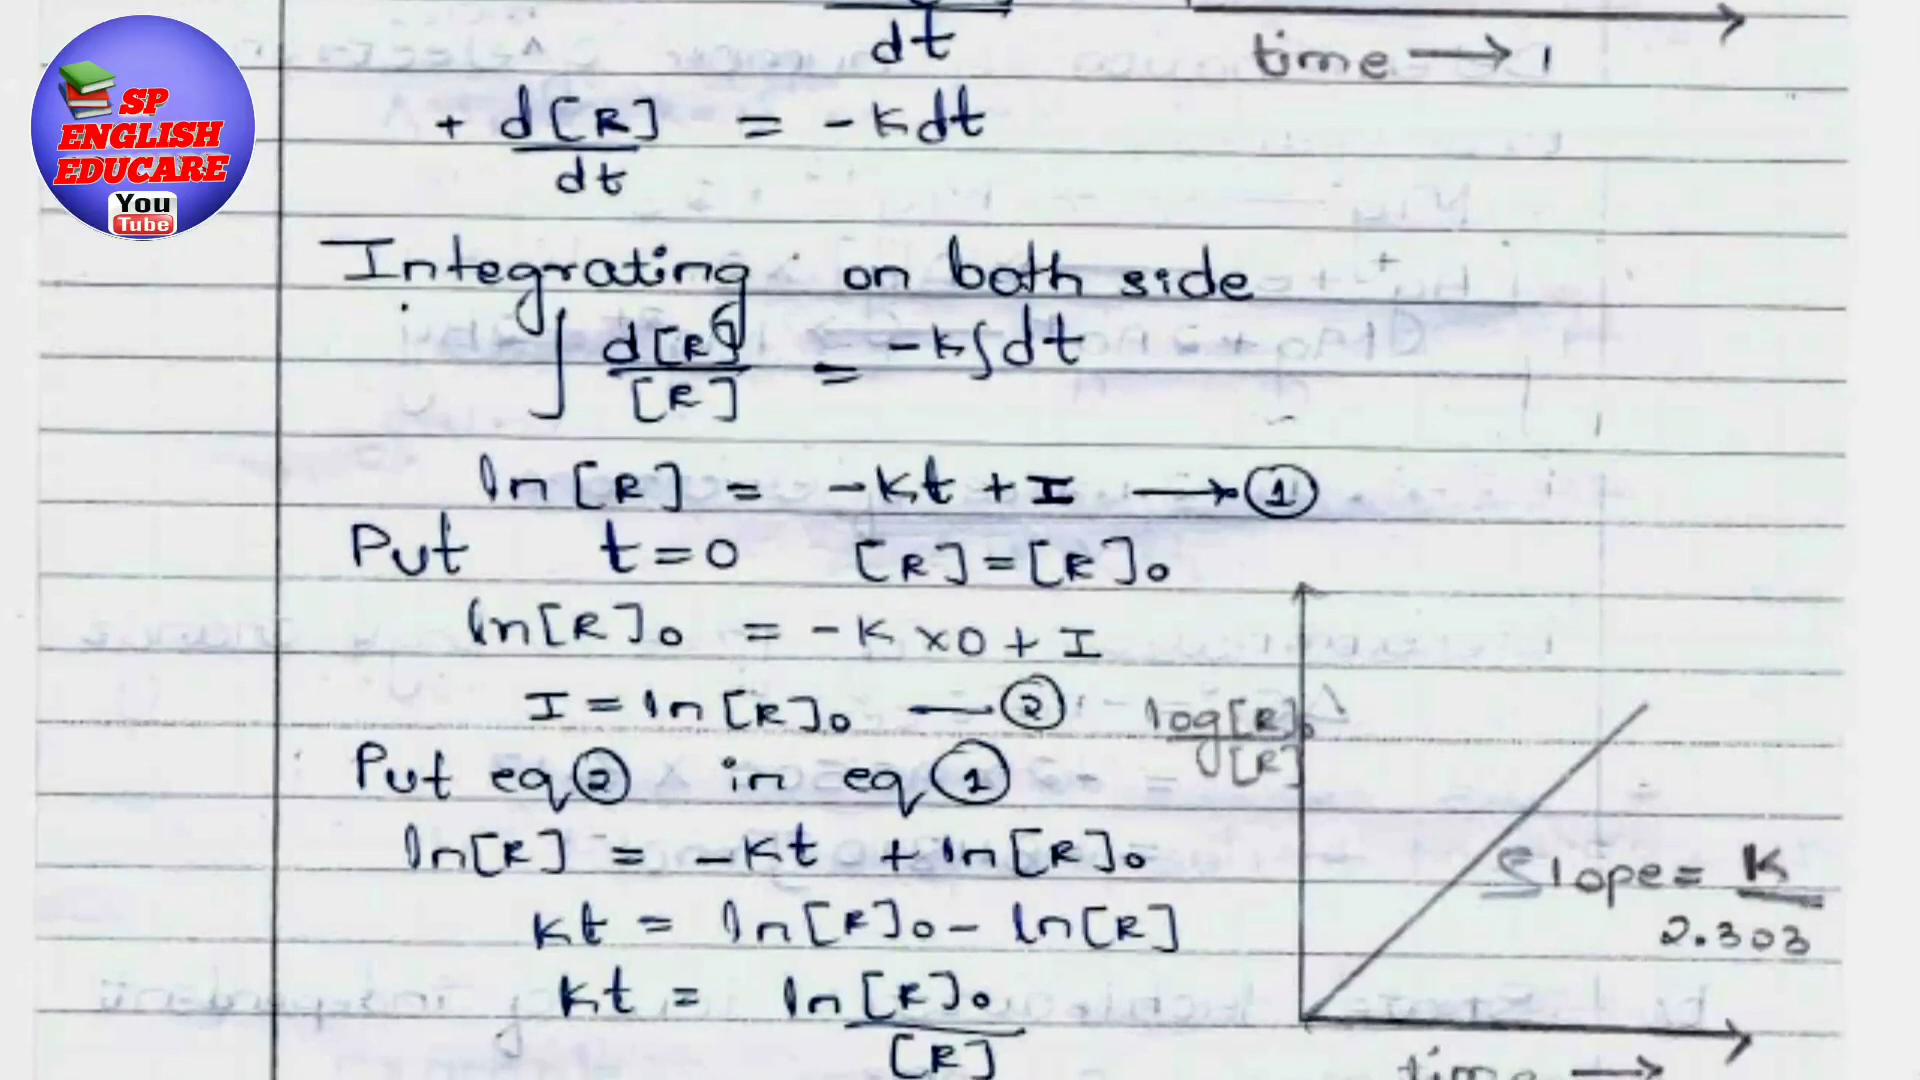 dt
time → 1
+ d[R] = -Kdt
dt
SP
ENGLISH
EDUCARE
You
Tube
Integrating on both side
∫ d[R] = -K∫dt
[R]
ln[R] = -Kt + I → ①
Put t=0 [R]=[R]₀
ln[R]₀ = -K×0+I
I = ln[R]₀ — ②
log[R]₀
[R]
Put eq② in eq①
ln[R] = -Kt + ln[R]₀
Slope= K
2.303
Kt = ln[R]₀ - ln[R]
Kt = ln[R]₀
[R]
time →